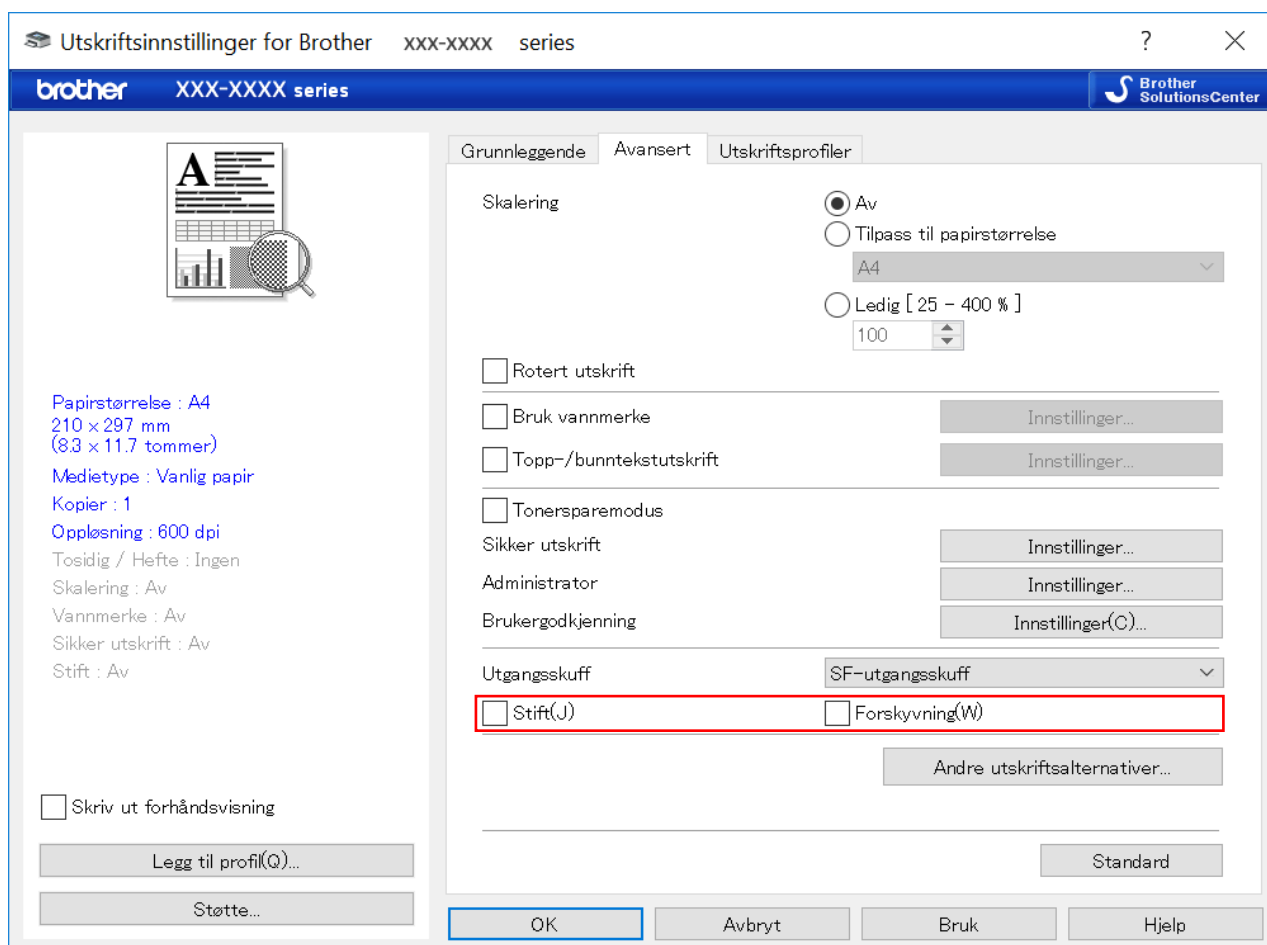 Utskriftsinnstillinger for Brother xxx-xxxx series
?
brother XXX-XXXX series
Brother
SolutionsCenter
A
Papirstørrelse : A4
210 × 297 mm
(8.3 × 11.7 tommer)
Medietype : Vanlig papir
Kopier : 1
Oppløsning : 600 dpi
Tosidig / Hefte : Ingen
Skalering : Av
Vannmerke : Av
Sikker utskrift : Av
Stift : Av
Skriv ut forhåndsvisning
Legg til profil(Q)...
Støtte...
Grunnleggende Avansert Utskriftsprofiler
Skalering
Av
Tilpass til papirstørrelse
A4
Ledig [ 25 - 400 % ]
100
Rotert utskrift
Bruk vannmerke Innstillinger...
Topp-/bunntekstutskrift Innstillinger...
Tonersparemodus
Sikker utskrift Innstillinger...
Administrator Innstillinger...
Brukergodkjenning Innstillinger(C)...
Utgangsskuff SF-utgangsskuff
Stift(J) Forskyvning(W)
Andre utskriftsalternativer...
Standard
OK Avbryt Bruk Hjelp